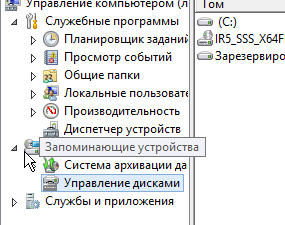 Управление компьютером (л
Том
Служебные программы
(C:)
Планировщик заданий
IR5_SSS_X64F
Просмотр событий
Зарезервиро
Общие папки
Локальные пользовате
Производительность
Диспетчер устройств
Запоминающие устройства
Система архивации да
Управление дисками
Службы и приложения